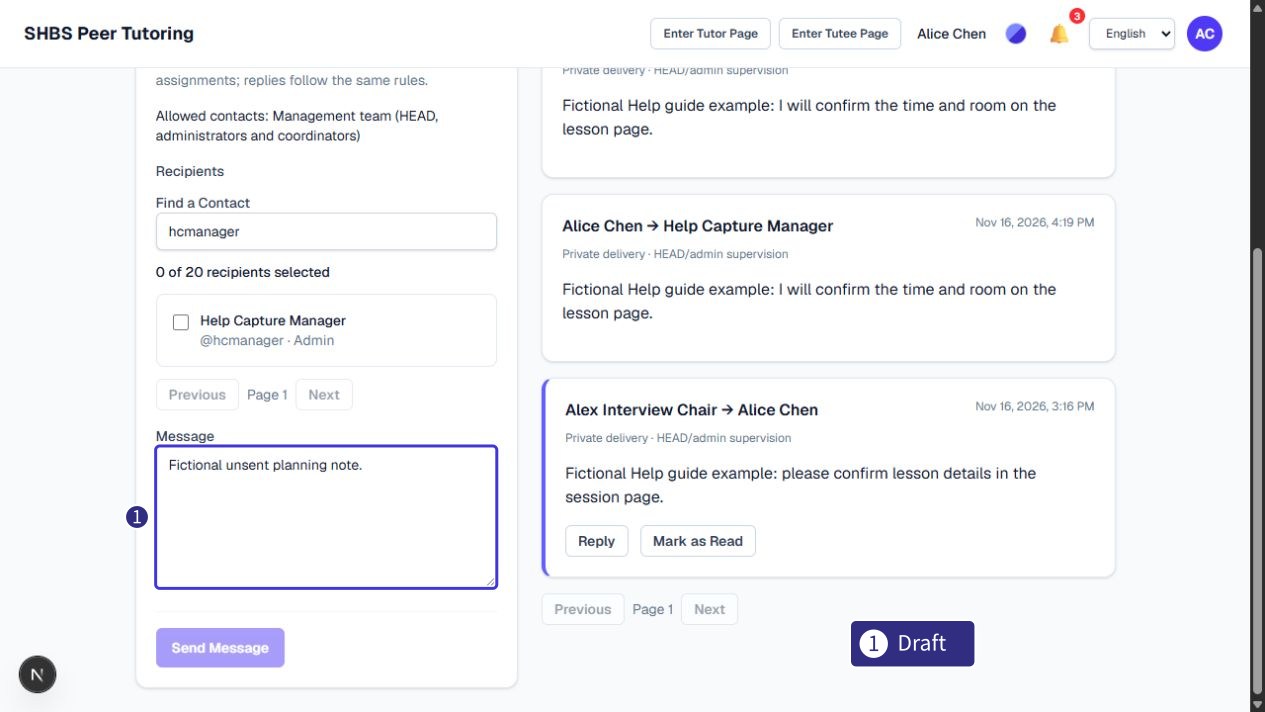 SHBS Peer Tutoring
Enter Tutor Page
Enter Tutee Page
Alice Chen
3
English
AC
assignments; replies follow the same rules.
Allowed contacts: Management team (HEAD,
administrators and coordinators)
Recipients
Find a Contact
hcmanager
0 of 20 recipients selected
Help Capture Manager
@hcmanager · Admin
Previous
Page 1
Next
Message
Fictional unsent planning note.
1
Send Message
N
Private delivery · HEAD/admin supervision
Fictional Help guide example: I will confirm the time and room on the
lesson page.
Alice Chen → Help Capture Manager
Nov 16, 2026, 4:19 PM
Private delivery · HEAD/admin supervision
Fictional Help guide example: I will confirm the time and room on the
lesson page.
Alex Interview Chair → Alice Chen
Nov 16, 2026, 3:16 PM
Private delivery · HEAD/admin supervision
Fictional Help guide example: please confirm lesson details in the
session page.
Reply
Mark as Read
Previous
Page 1
Next
1 Draft